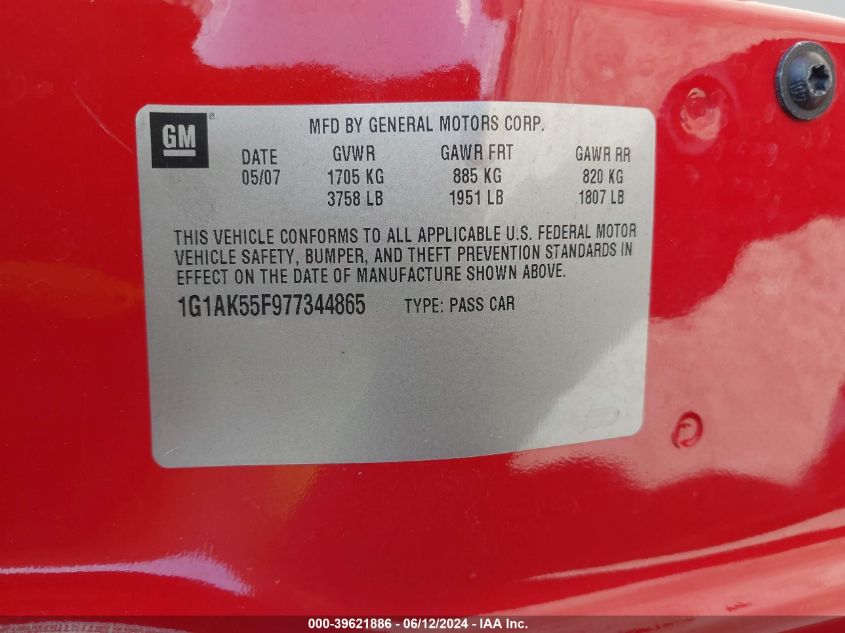 GM®
MFD BY GENERAL MOTORS CORP.
DATE GVWR GAWR FRT GAWR RR
05/07 1705 KG 885 KG 820 KG
3758 LB 1951 LB 1807 LB
THIS VEHICLE CONFORMS TO ALL APPLICABLE U.S. FEDERAL MOTOR
VEHICLE SAFETY, BUMPER, AND THEFT PREVENTION STANDARDS IN
EFFECT ON THE DATE OF MANUFACTURE SHOWN ABOVE.
1G1AK55F977344865 TYPE: PASS CAR
000-39621886 - 06/12/2024 - IAA Inc.